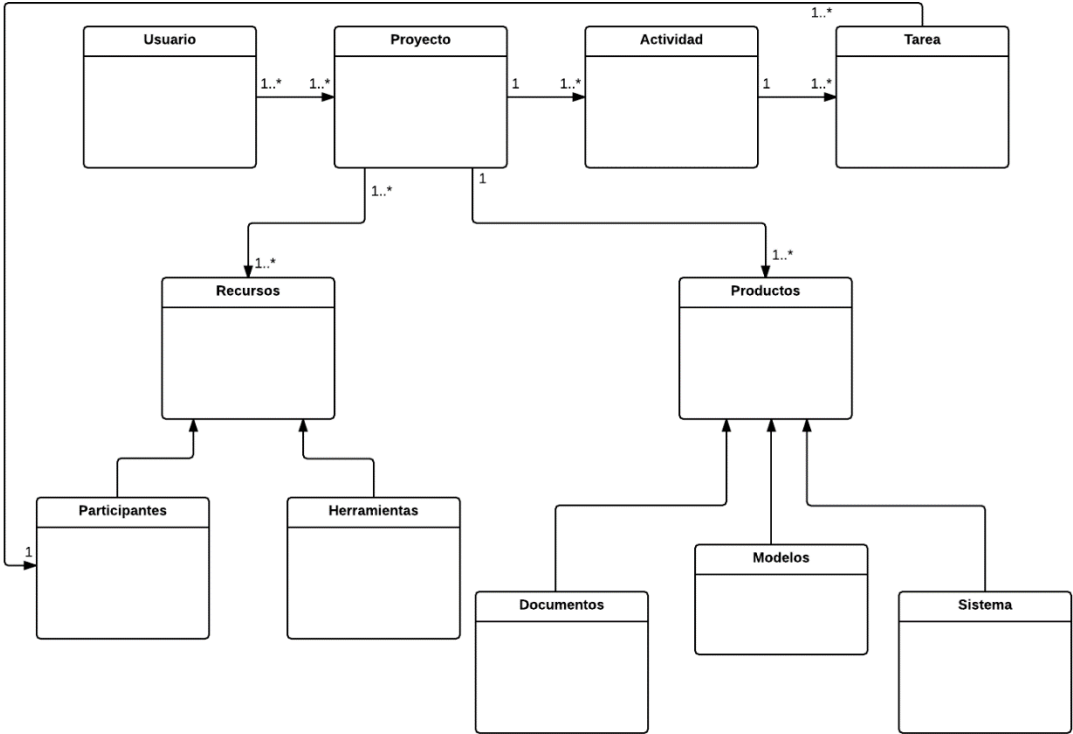 1..*
Usuario
Proyecto
Actividad
Tarea
1..*
1..*
1
1..*
1
1..*
1..*
1
1..*
1..*
Recursos
Productos
Participantes
Herramientas
1
Modelos
Documentos
Sistema